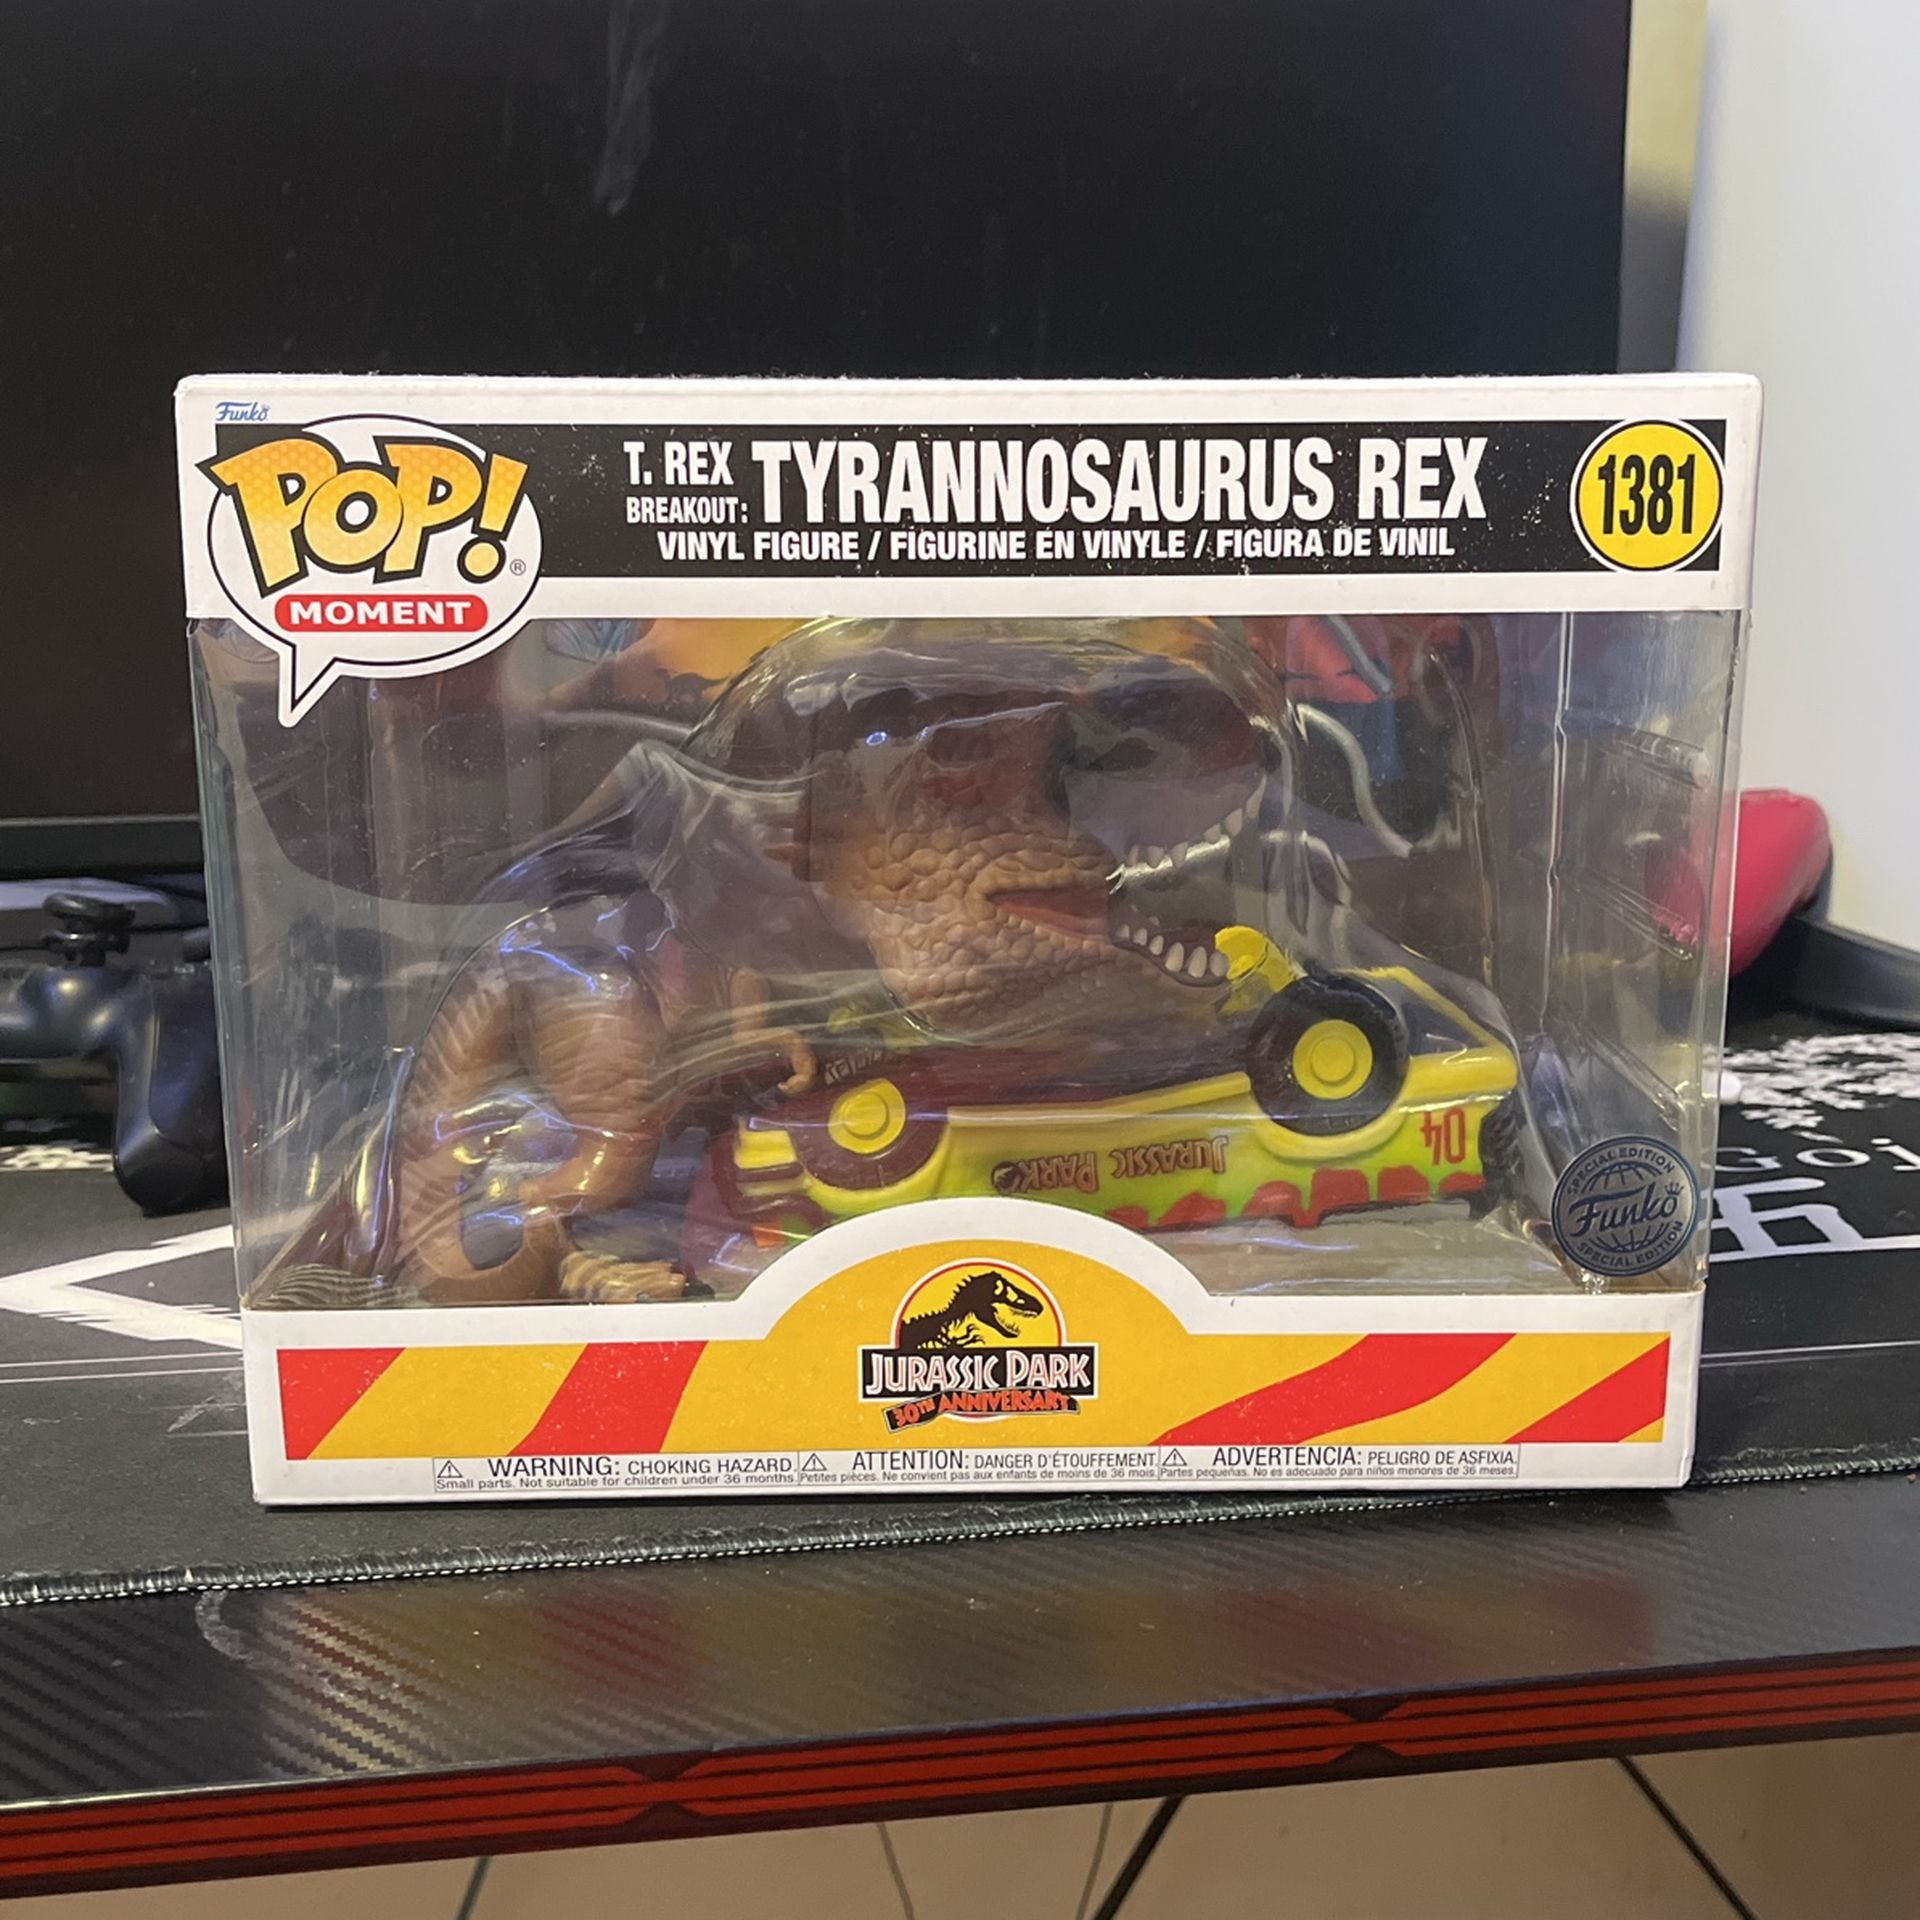 Funko
POP!®
MOMENT
T. REX
BREAKOUT: TYRANNOSAURUS REX
VINYL FIGURE / FIGURINE EN VINYLE / FIGURA DE VINIL
1381
04
JURASSIC PARK
SPECIAL EDITION
Funko
SPECIAL EDITION
Goj
JURASSIC PARK
30TH ANNIVERSARY
⚠ WARNING: CHOKING HAZARD.
Small parts. Not suitable for children under 36 months.
⚠ ATTENTION: DANGER D'ÉTOUFFEMENT.
Petites pièces. Ne convient pas aux enfants de moins de 36 mois.
⚠ ADVERTENCIA: PELIGRO DE ASFIXIA.
Partes pequeñas. No es adecuado para niños menores de 36 meses.